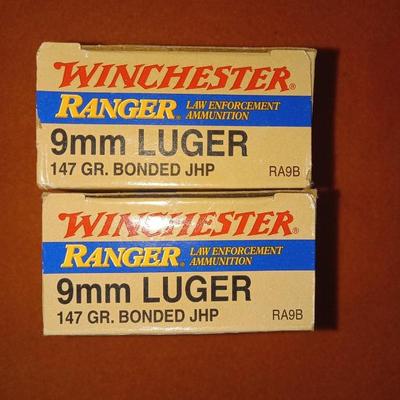 WINCHESTER®
RANGER® LAW ENFORCEMENT AMMUNITION
9mm LUGER
147 GR. BONDED JHP RA9B
WINCHESTER®
RANGER® LAW ENFORCEMENT AMMUNITION
9mm LUGER
147 GR. BONDED JHP RA9B